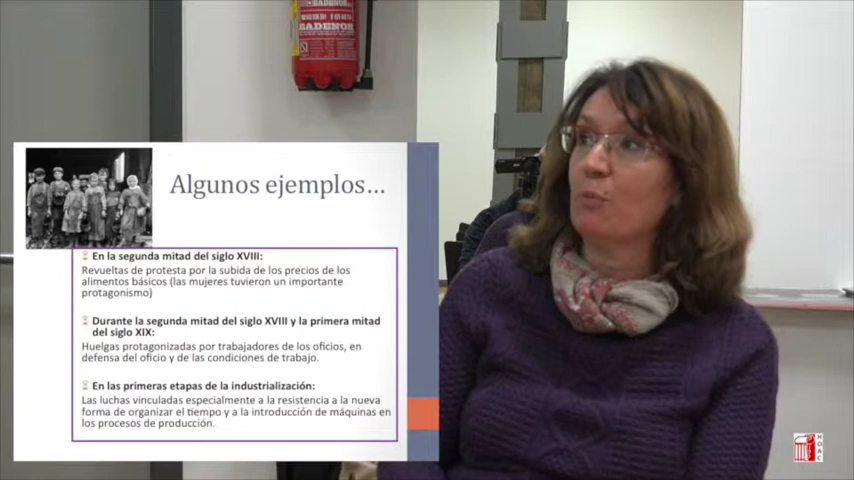 BADENOR
BADENOR
Algunos ejemplos...
En la segunda mitad del siglo XVIII:
Revueltas de protesta por la subida de los precios de los
alimentos básicos (las mujeres tuvieron un importante
protagonismo)
Durante la segunda mitad del siglo XVIII y la primera mitad
del siglo XIX:
Huelgas protagonizadas por trabajadores de los oficios, en
defensa del oficio y de las condiciones de trabajo.
En las primeras etapas de la industrialización:
Las luchas vinculadas especialmente a la resistencia a la nueva
forma de organizar el tiempo y a la introducción de máquinas en
los procesos de producción.
HOAC